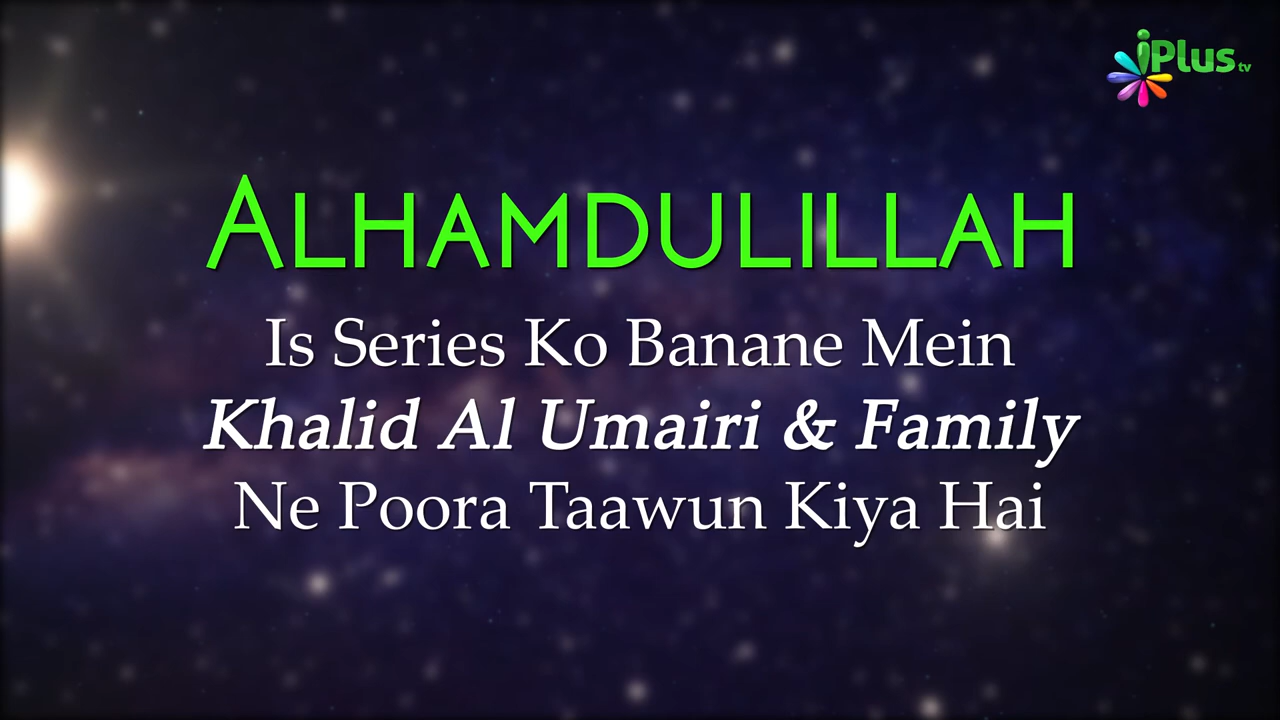 iPlus tv
ALHAMDULILLAH
Is Series Ko Banane Mein
Khalid Al Umairi & Family
Ne Poora Taawun Kiya Hai